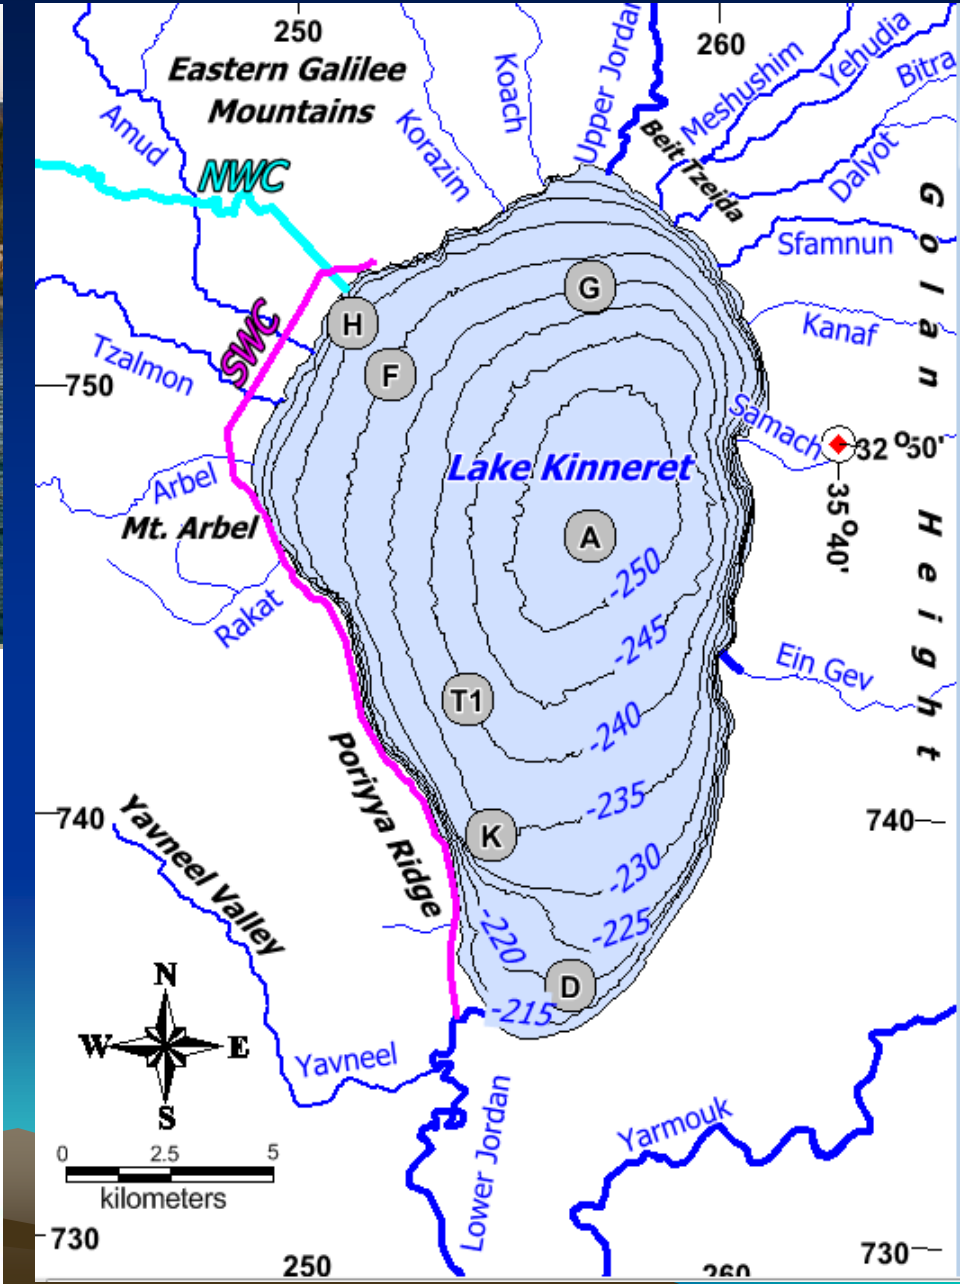 250
260
Eastern Galilee
Mountains
Amud
Korazim
Koach
Upper Jordan
Meshushim
Yehudia
Bitra
Beit Tzeida
Dalyot
NWC
Sfamnun
Golan Height
G
H
Kanaf
SWC
F
Tzalmon
750
Samach
32°50'
35°40'
Lake Kinneret
Arbel
Mt. Arbel
A
-250
Rakat
-245
Ein Gev
T1
-240
Poriyya Ridge
-235
740
740
K
Yavneel Valley
-230
-220
-225
D
-215
N
W
E
S
Yavneel
Lower Jordan
Yarmouk
0 2.5 5
kilometers
730
730
250
260